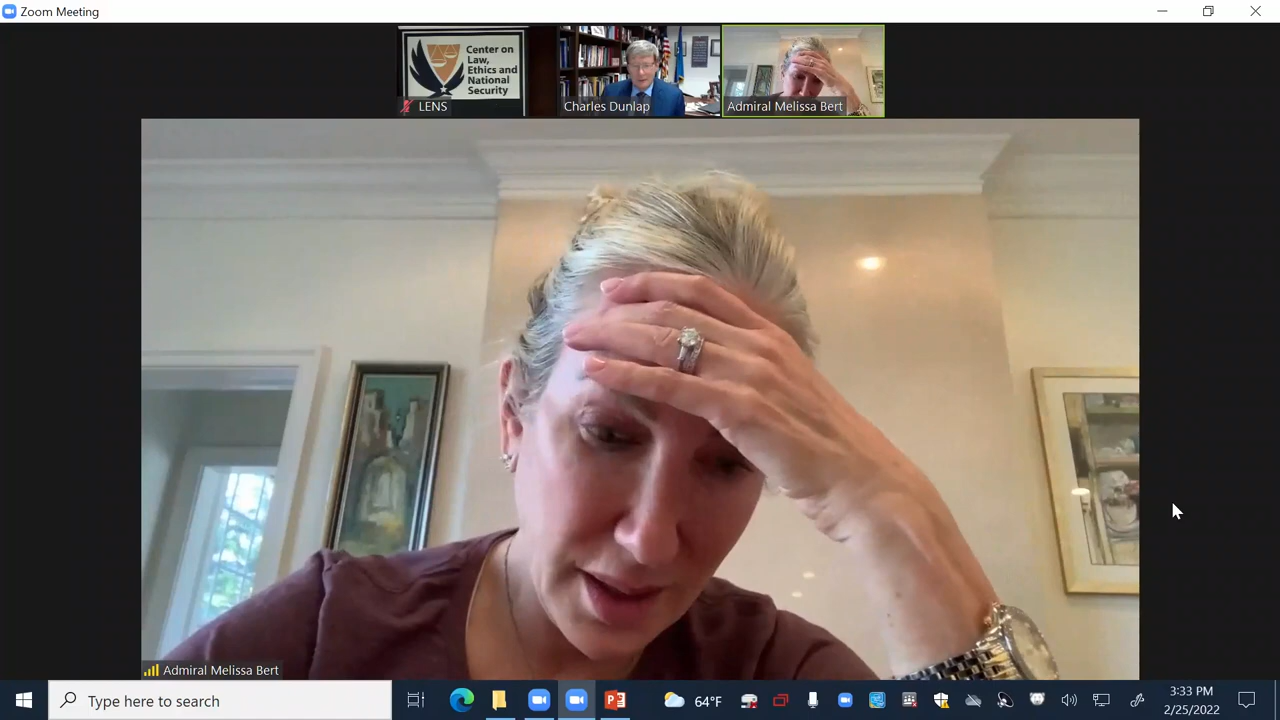 Zoom Meeting
Center on
Law,
Ethics and
National
Security
LENS
Charles Dunlap
Admiral Melissa Bert
Admiral Melissa Bert
Type here to search
64°F
3:33 PM
2/25/2022